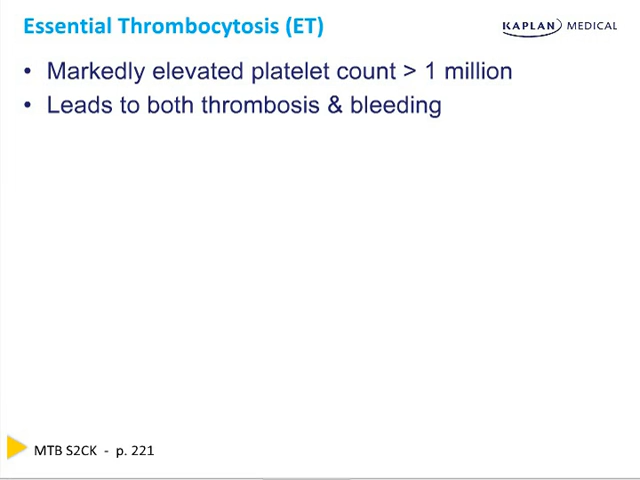 Essential Thrombocytosis (ET)
KAPLAN MEDICAL
• Markedly elevated platelet count > 1 million
• Leads to both thrombosis & bleeding
MTB S2CK - p. 221